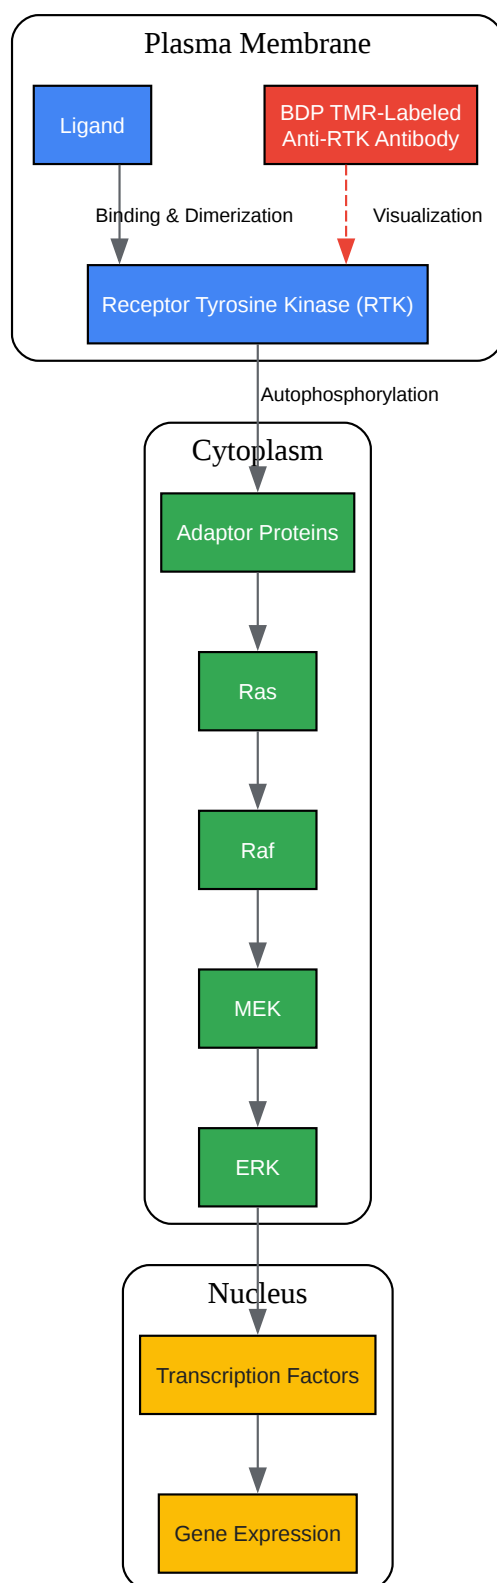 Plasma Membrane
Ligand
BDP TMR-Labeled
Anti-RTK Antibody
Binding & Dimerization
Visualization
Receptor Tyrosine Kinase (RTK)
Autophosphorylation
Cytoplasm
Adaptor Proteins
Ras
Raf
MEK
ERK
Nucleus
Transcription Factors
Gene Expression